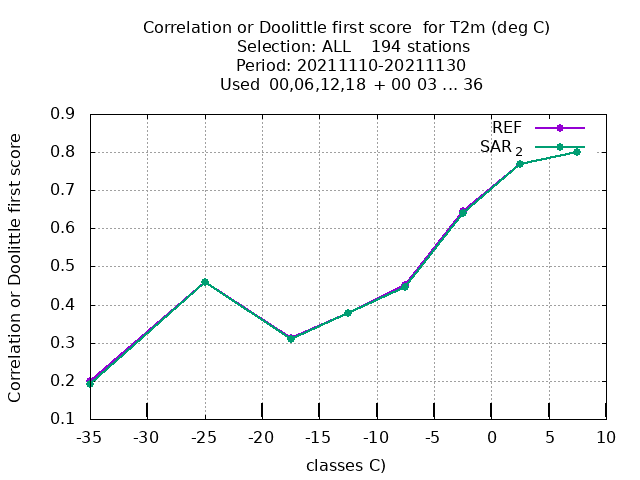 Correlation or Doolittle first score  for T2m (deg C)
Selection: ALL    194 stations
Period: 20211110-20211130
Used  00,06,12,18  + 00 03 ... 36
Correlation or Doolittle first score
0.9
0.8
0.7
0.6
0.5
0.4
0.3
0.2
0.1
REF
SAR 2
-35 -30 -25 -20 -15 -10 -5 0 5 10
classes C)